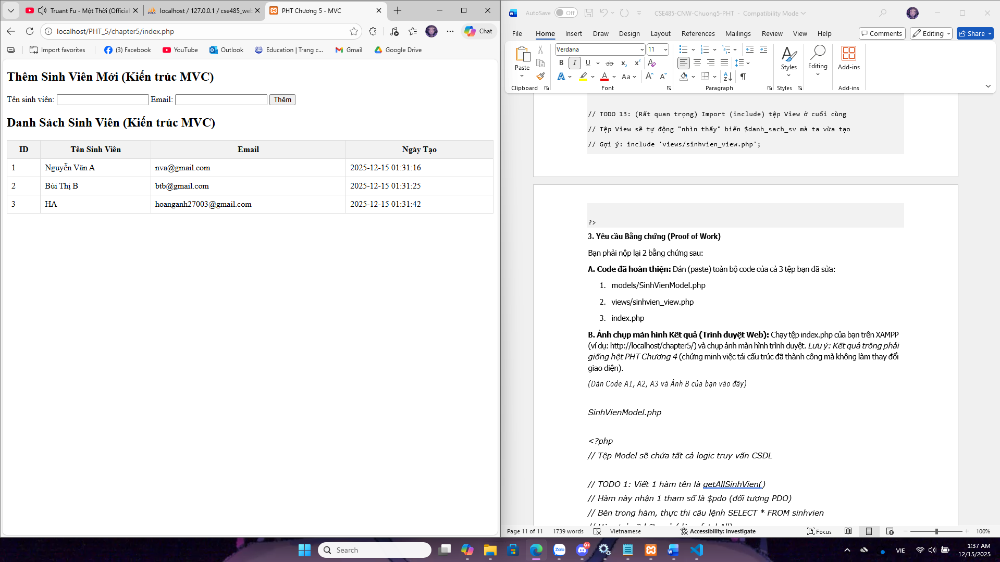 Truant Fu - Một Thời (Official
localhost / 127.0.0.1 / cse485_web
PHT Chương 5 - MVC
localhost/PHT_5/chapter5/index.php
Chat
Import favorites
(3) Facebook
YouTube
Outlook
Education | Trang c...
Gmail
Google Drive
Thêm Sinh Viên Mới (Kiến trúc MVC)
Tên sinh viên:
Email:
Thêm
Danh Sách Sinh Viên (Kiến trúc MVC)
ID Tên Sinh Viên Email Ngày Tạo
1 Nguyễn Văn A nva@gmail.com 2025-12-15 01:31:16
2 Bùi Thị B btb@gmail.com 2025-12-15 01:31:25
3 HA hoanganh27003@gmail.com 2025-12-15 01:31:42
AutoSave Off
CSE485-CNW-Chuong5-PHT - Compatibility Mode
File Home Insert Draw Design Layout References Mailings Review View Help
Comments Editing Share
Paste
Verdana 11
Styles Editing Add-ins
Clipboard Font Paragraph Styles Add-ins
// TODO 13: (Rất quan trọng) Import (include) tệp View ở cuối cùng
// Tệp View sẽ tự động "nhìn thấy" biến $danh_sach_sv mà ta vừa tạo
// Gợi ý: include 'views/sinhvien_view.php';
?>
3. Yêu cầu Bằng chứng (Proof of Work)
Bạn phải nộp lại 2 bằng chứng sau:
A. Code đã hoàn thiện: Dán (paste) toàn bộ code của cả 3 tệp bạn đã sửa:
1. models/SinhVienModel.php
2. views/sinhvien_view.php
3. index.php
B. Ảnh chụp màn hình Kết quả (Trình duyệt Web): Chạy tệp index.php của bạn trên XAMPP
(ví dụ: http://localhost/chapter5/) và chụp ảnh màn hình trình duyệt. Lưu ý: Kết quả trông phải
giống hệt PHT Chương 4 (chứng minh việc tái cấu trúc đã thành công mà không làm thay đổi
giao diện).
(Dán Code A1, A2, A3 và Ảnh B của bạn vào đây)
SinhVienModel.php
<?php
// Tệp Model sẽ chứa tất cả logic truy vấn CSDL
// TODO 1: Viết 1 hàm tên là getAllSinhVien()
// Hàm này nhận 1 tham số là $pdo (đối tượng PDO)
// Bên trong hàm, thực thi câu lệnh SELECT * FROM sinhvien
Page 11 of 11
1739 words
Vietnamese
Accessibility: Investigate
Focus
100%
Search
Zalo
9+
VIE
1:37 AM
12/15/2025